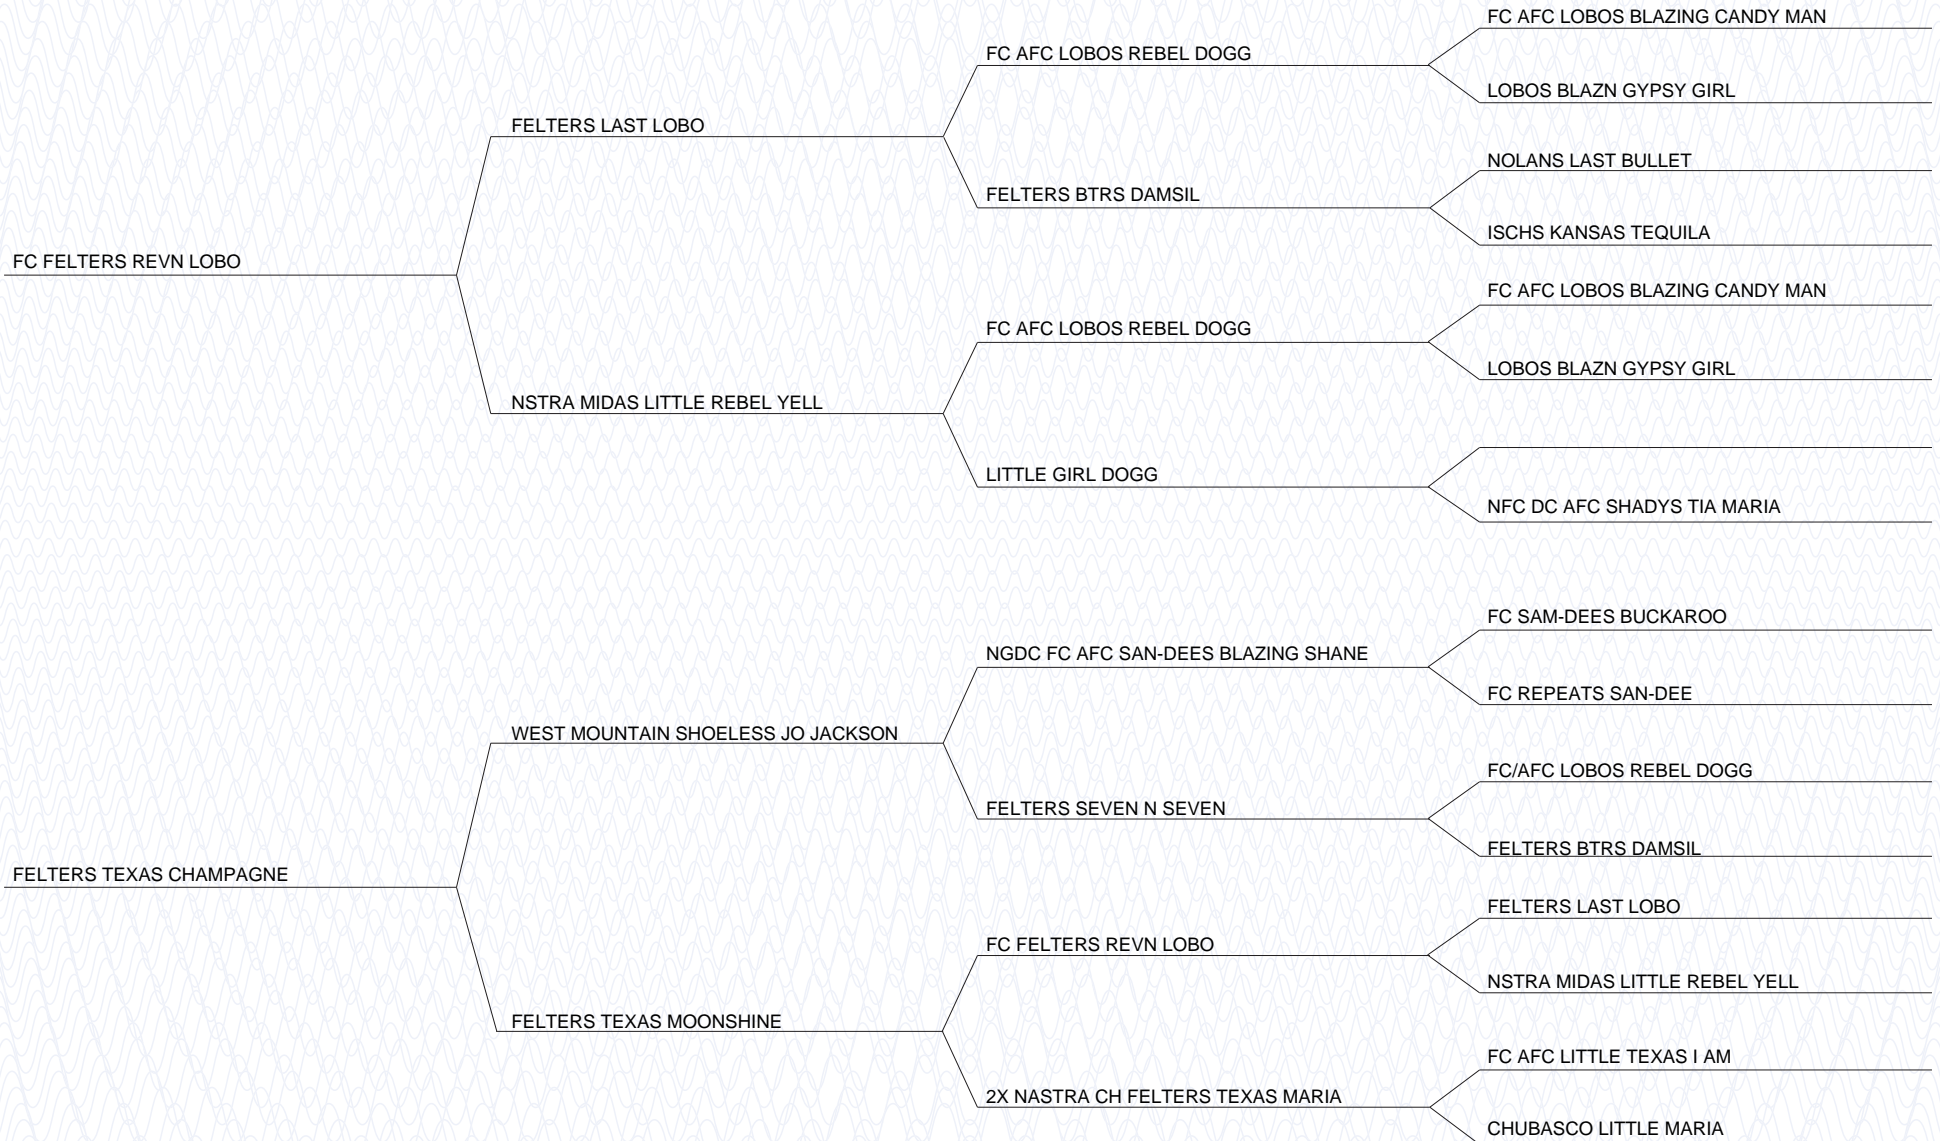 FC AFC LOBOS BLAZING CANDY MAN
FC AFC LOBOS REBEL DOGG
LOBOS BLAZN GYPSY GIRL
FELTERS LAST LOBO
NOLANS LAST BULLET
FELTERS BTRS DAMSIL
ISCHS KANSAS TEQUILA
FC FELTERS REVN LOBO
FC AFC LOBOS BLAZING CANDY MAN
FC AFC LOBOS REBEL DOGG
LOBOS BLAZN GYPSY GIRL
NSTRA MIDAS LITTLE REBEL YELL
LITTLE GIRL DOGG
NFC DC AFC SHADYS TIA MARIA
FC SAM-DEES BUCKAROO
NGDC FC AFC SAN-DEES BLAZING SHANE
FC REPEATS SAN-DEE
WEST MOUNTAIN SHOELESS JO JACKSON
FC/AFC LOBOS REBEL DOGG
FELTERS SEVEN N SEVEN
FELTERS BTRS DAMSIL
FELTERS TEXAS CHAMPAGNE
FELTERS LAST LOBO
FC FELTERS REVN LOBO
NSTRA MIDAS LITTLE REBEL YELL
FELTERS TEXAS MOONSHINE
FC AFC LITTLE TEXAS I AM
2X NASTRA CH FELTERS TEXAS MARIA
CHUBASCO LITTLE MARIA